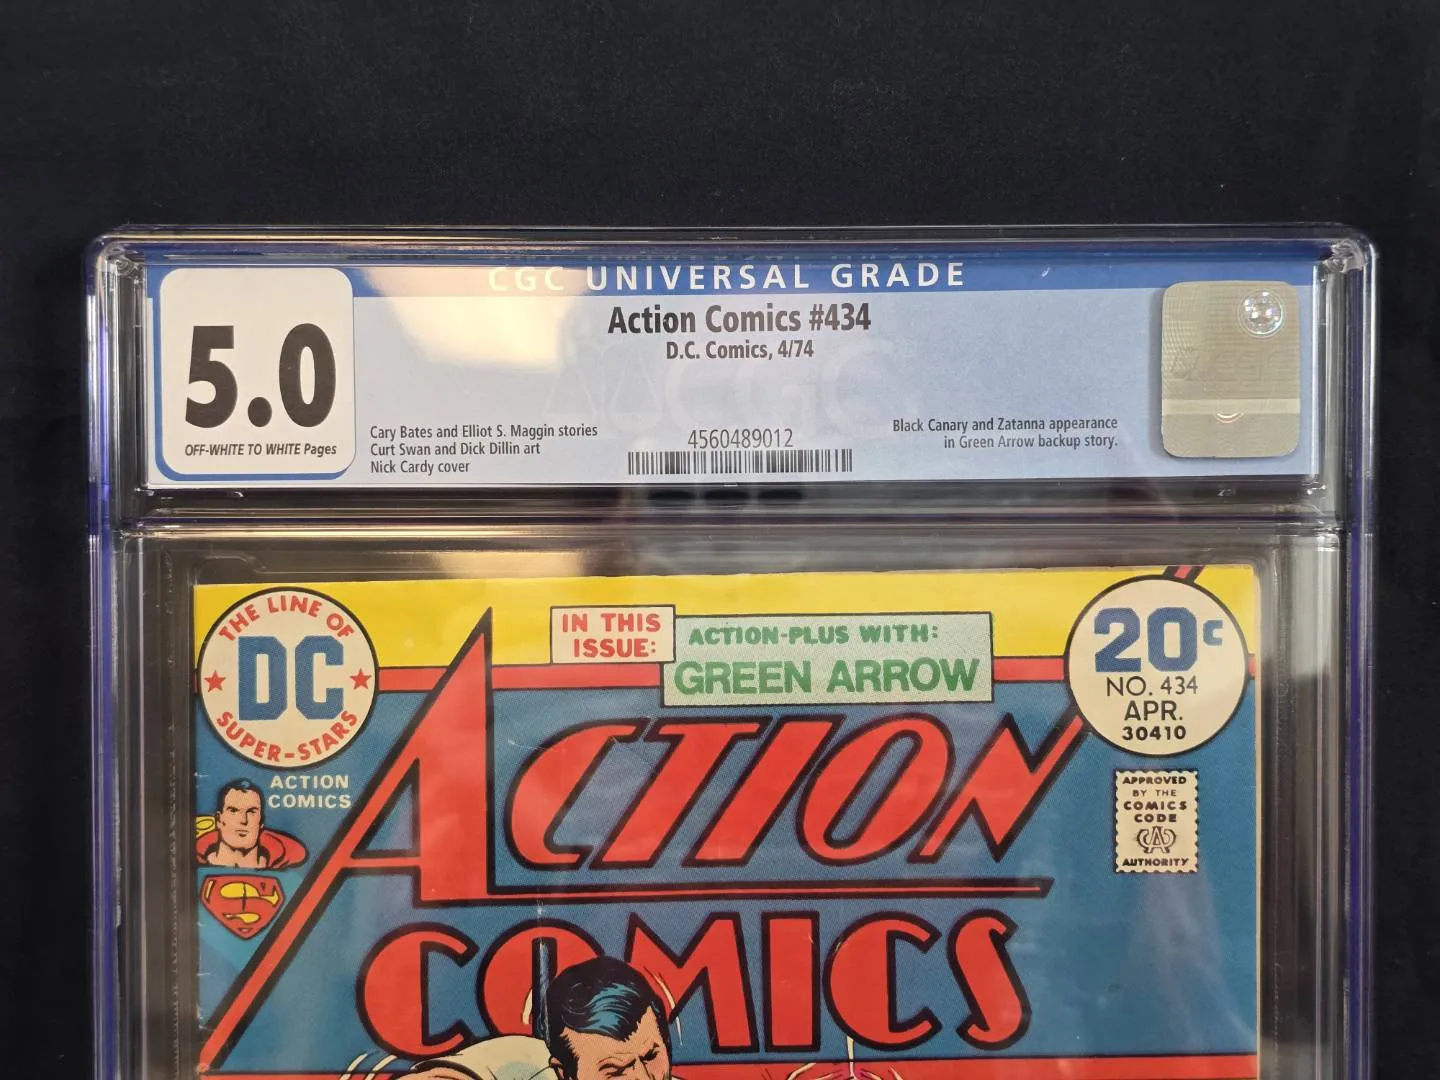 CGC UNIVERSAL GRADE
5.0
OFF-WHITE TO WHITE Pages
Action Comics #434
D.C. Comics, 4/74
Cary Bates and Elliot S. Maggin stories
Curt Swan and Dick Dillin art
Nick Cardy cover
4560489012
Black Canary and Zatanna appearance
in Green Arrow backup story.
CGC
THE LINE OF
DC
SUPER-STARS
ACTION
COMICS
S
IN THIS
ISSUE:
ACTION-PLUS WITH:
GREEN ARROW
20c
NO. 434
APR.
30410
APPROVED
BY THE
COMICS
CODE
CA
AUTHORITY
ACTION
COMICS